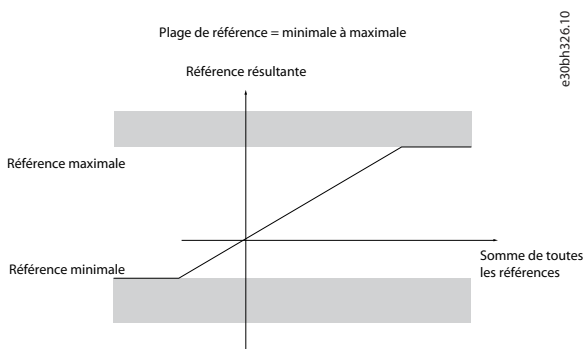 Plage de référence = minimale à maximale
e30bh326.10
Référence résultante
Référence maximale
Référence minimale
Somme de toutes
les références